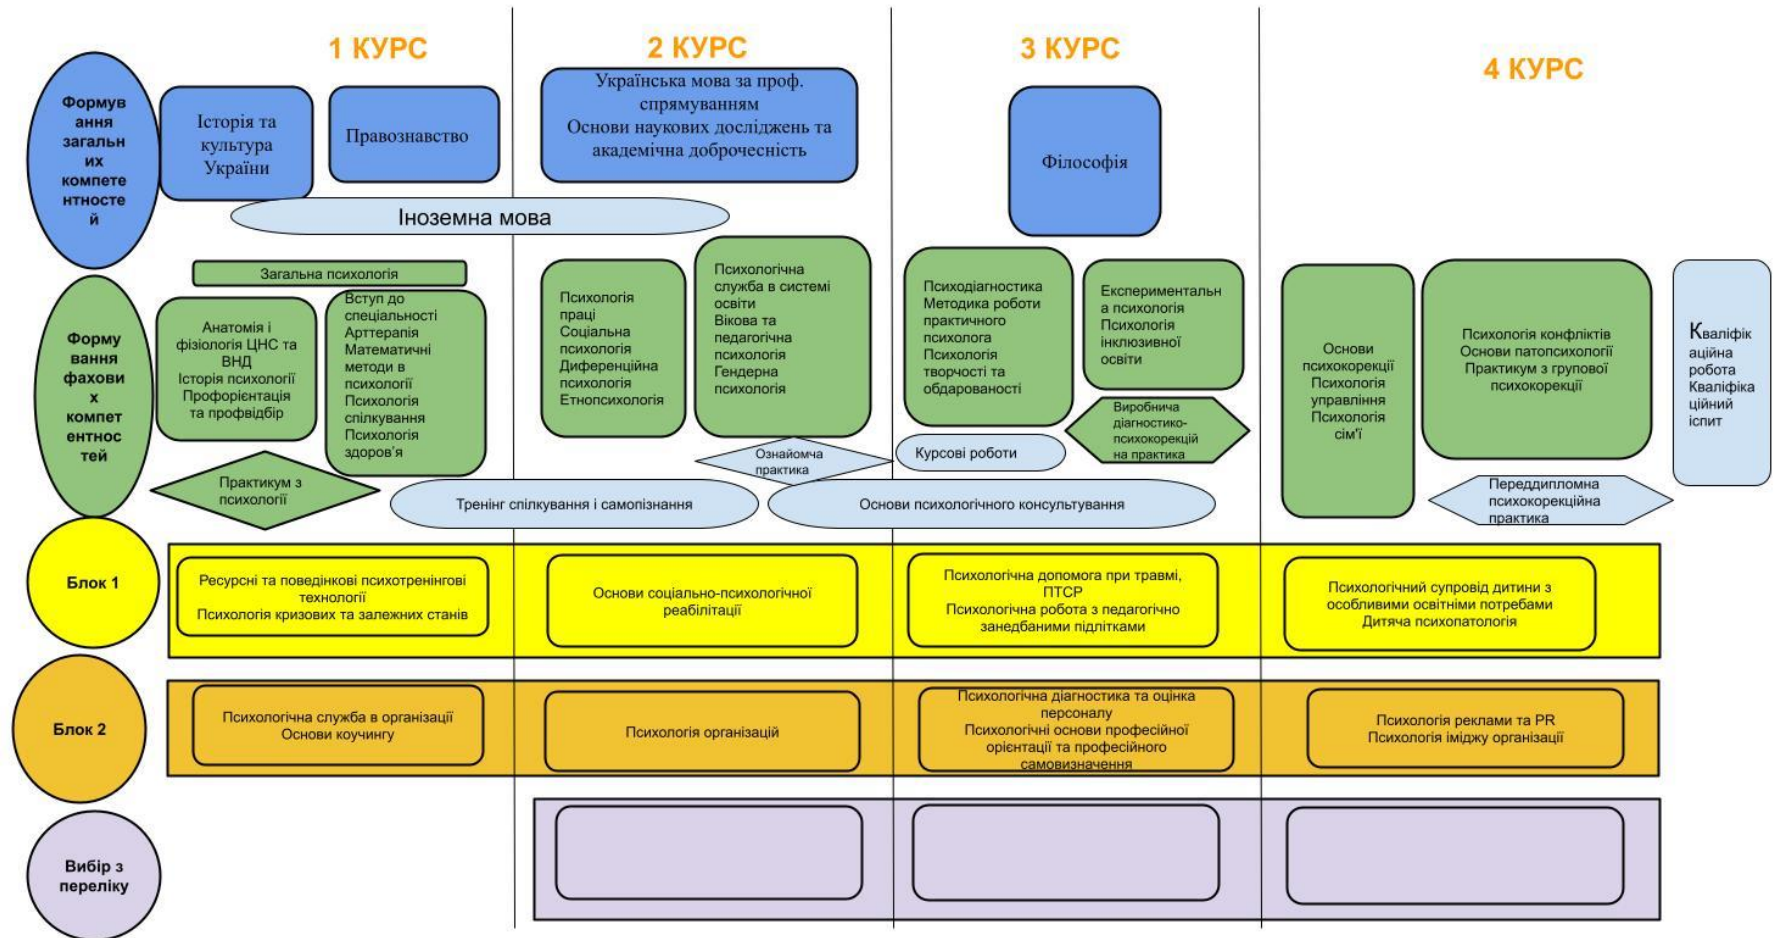 1 КУРС
2 КУРС
3 КУРС
4 КУРС
Формув
ання
загальн
их
компете
нтносте
й
Історія та
культура
України
Правознавство
Українська мова за проф.
спрямуванням
Основи наукових досліджень та
академічна доброчесність
Філософія
Іноземна мова
Форму
вання
фахови
х
компет
ентнос
тей
Загальна психологія
Анатомія і
фізіологія ЦНС та
ВНД
Історія психології
Профорієнтація
та профвідбір
Вступ до
спеціальності
Арттерапія
Математичні
методи в
психології
Психологія
спілкування
Психологія
здоров’я
Практикум з
психології
Тренінг спілкування і самопізнання
Психологія
праці
Соціальна
психологія
Диференційна
психологія
Етнопсихологія
Психологічна
служба в системі
освіти
Вікова та
педагогічна
психологія
Гендерна
психологія
Ознайомча
практика
Основи психологічного консультування
Психодіагностика
Методика роботи
практичного
психолога
Психологія
творчості та
обдарованості
Експериментальн
а психологія
Психологія
інклюзивної
освіти
Курсові роботи
Виробнича
діагностико-
психокорекцій
на практика
Основи
психокорекції
Психологія
управління
Психологія
сім'ї
Психологія конфліктів
Основи патопсихології
Практикум з групової
психокорекції
Переддипломна
психокорекційна
практика
Кваліфік
аційна
робота
Кваліфіка
ційний
іспит
Блок 1
Ресурсні та поведінкові психотренінгові
технології
Психологія кризових та залежних станів
Основи соціально-психологічної
реабілітації
Психологічна допомога при травмі,
ПТСР
Психологічна робота з педагогічно
занедбаними підлітками
Психологічний супровід дитини з
особливими освітніми потребами
Дитяча психопатологія
Блок 2
Психологічна служба в організації
Основи коучингу
Психологія організацій
Психологічна діагностика та оцінка
персоналу
Психологічні основи професійної
орієнтації та професійного
самовизначення
Психологія реклами та PR
Психологія іміджу організації
Вибір з
переліку